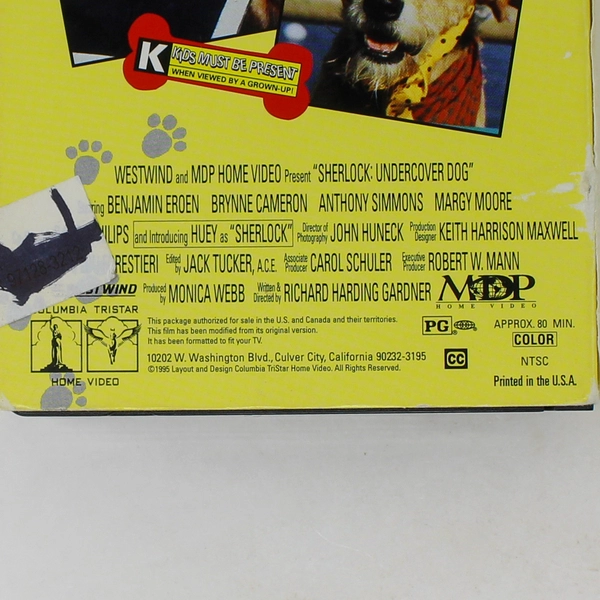 K KIDS MUST BE PRESENT
WHEN VIEWED BY A GROWN-UP!
WESTWIND and MDP HOME VIDEO Present "SHERLOCK: UNDERCOVER DOG"
ring BENJAMIN EROEN BRYNNE CAMERON ANTHONY SIMMONS MARGY MOORE
HILIPS and Introducing HUEY as "SHERLOCK" Director of Photography JOHN HUNECK Production Designer KEITH HARRISON MAXWELL
RESTIERI Edited by JACK TUCKER, A.C.E. Associate Producer CAROL SCHULER Executive Producer ROBERT W. MANN
WESTWIND Produced by MONICA WEBB Written & Directed by RICHARD HARDING GARDNER MDP
HOME VIDEO
OLUMBIA TRISTAR
HOME VIDEO
This package authorized for sale in the U.S. and Canada and their territories.
This film has been modified from its original version.
It has been formatted to fit your TV.
10202 W. Washington Blvd., Culver City, California 90232-3195
©1995 Layout and Design Columbia TriStar Home Video. All Rights Reserved.
PG
CC
APPROX. 80 MIN.
COLOR
NTSC
Printed in the U.S.A.